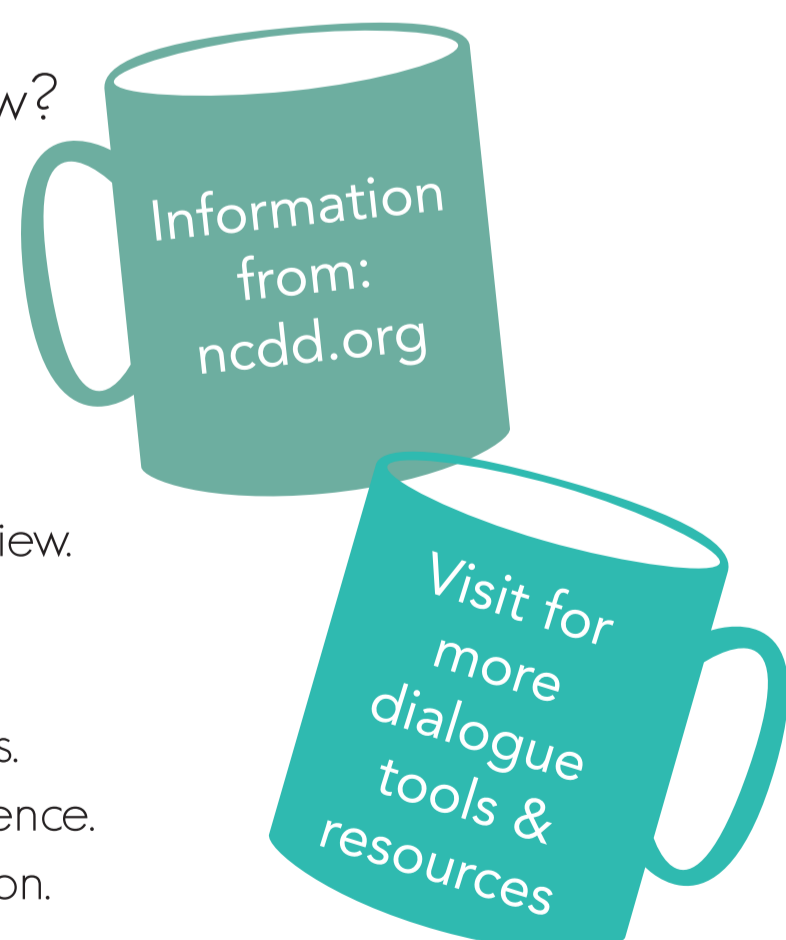 w?
Information
from:
ncdd.org
iew.
Visit for
more
dialogue
s.
tools &
ence.
resources
on.